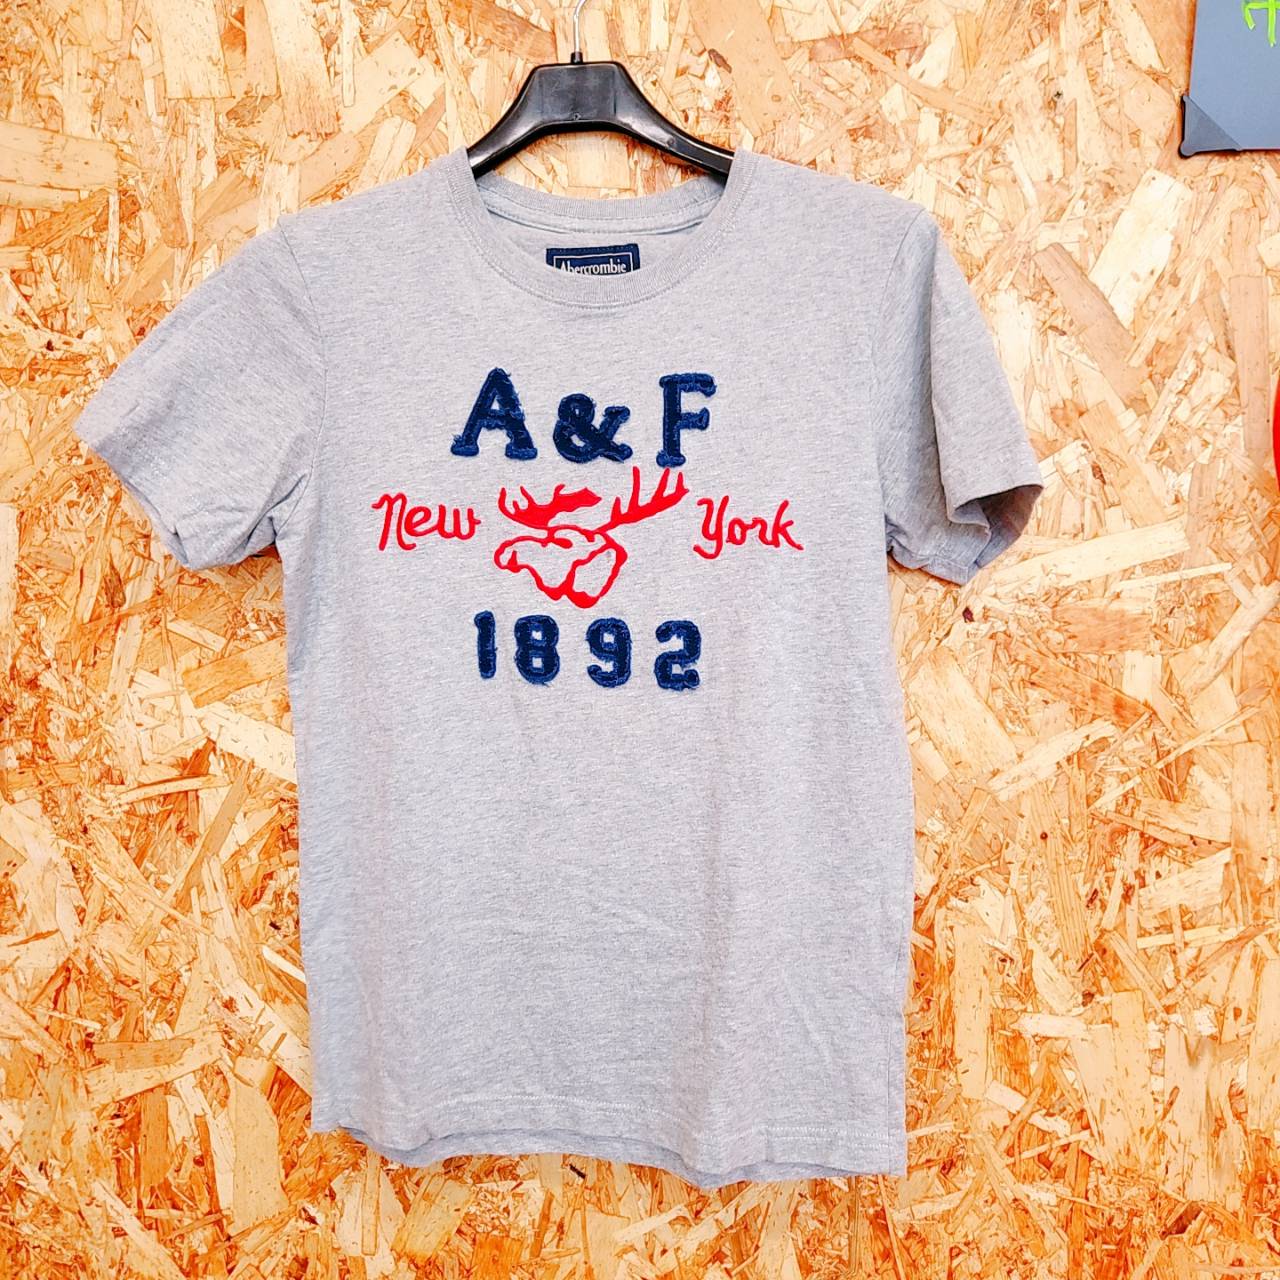 Abercrombie
A & F
New York
1892